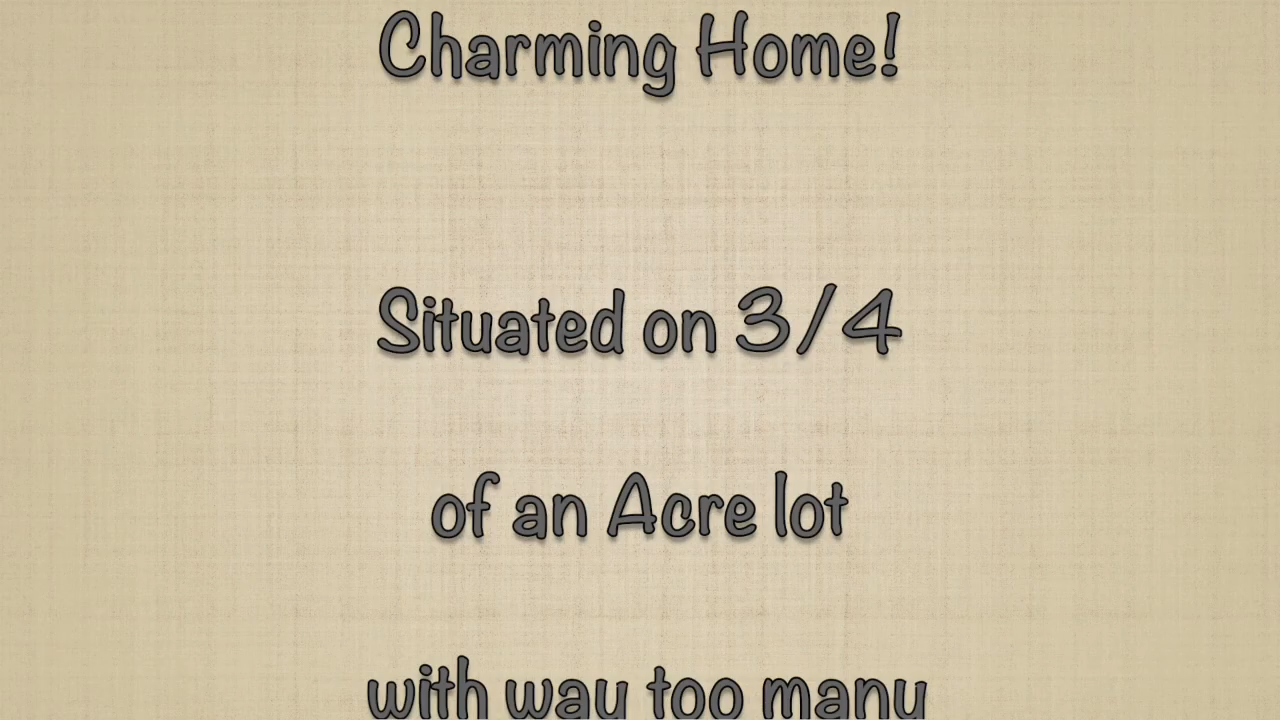 Charming Home!
Situated on 3/4
of an Acre lot
with way too many